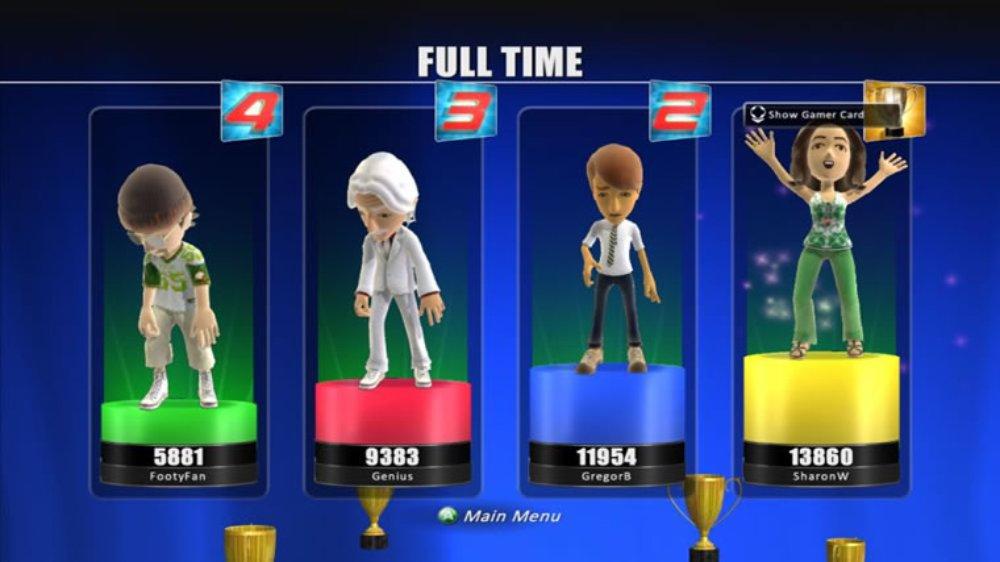 FULL TIME
4
3
2
Show Gamer Card
5881
FootyFan
9383
Genius
11954
GregorB
13860
SharonW
A Main Menu